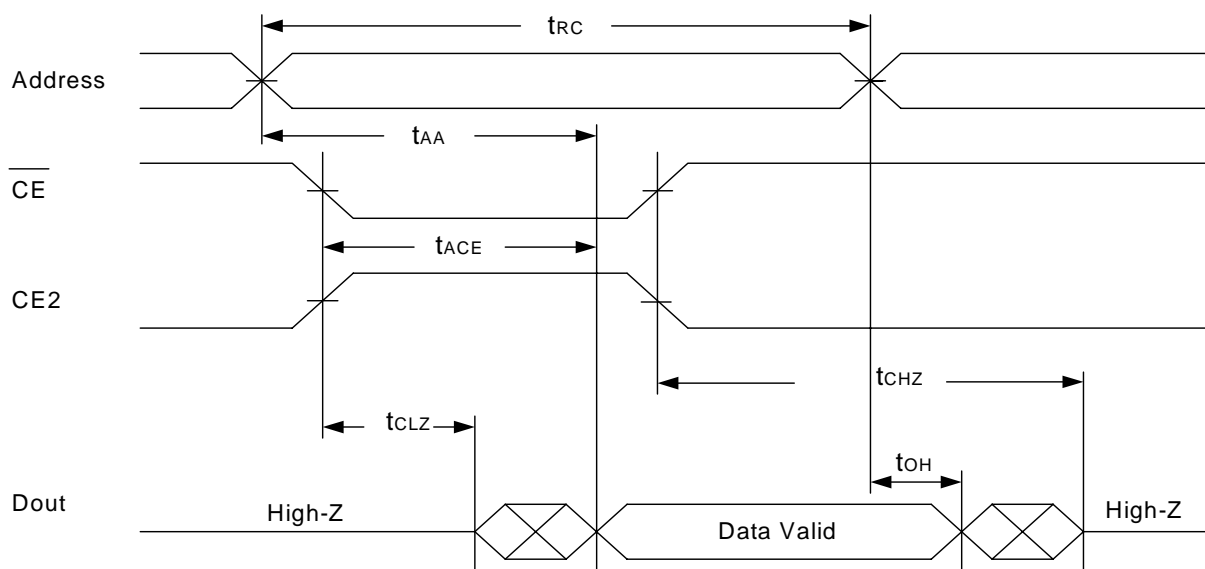 tRC
Address
tAA
CE
tACE
CE2
tCHZ
tCLZ
tOH
Dout
High-Z
Data Valid
High-Z